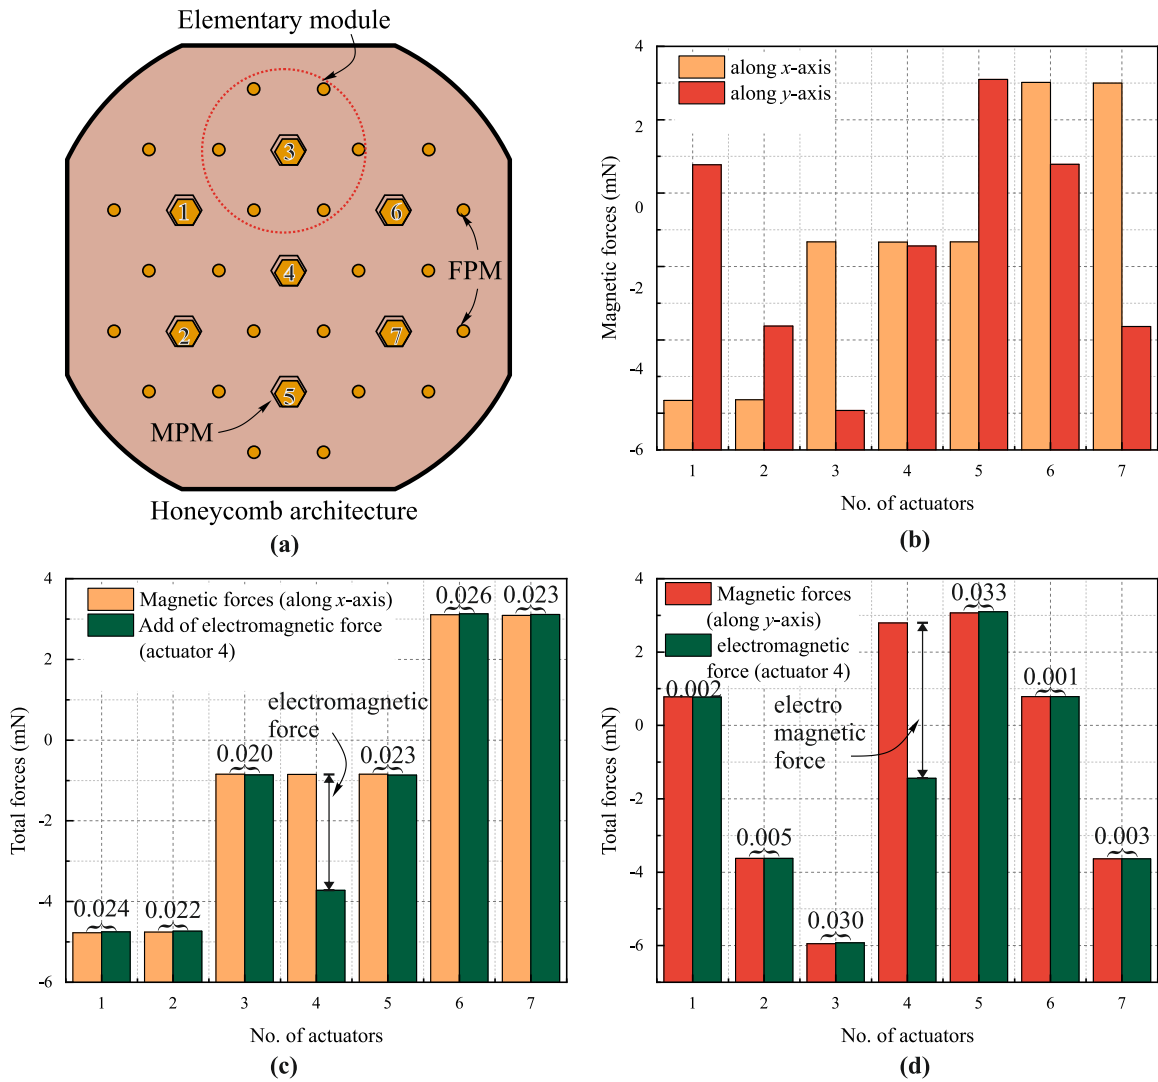 Elementary module
3
1
6
4
FPM
2
7
5
MPM
Honeycomb architecture
(a)
along x-axis
along y-axis
Magnetic forces (mN)
4
2
0
-2
-4
-6
1 2 3 4 5 6 7
No. of actuators
(b)
Magnetic forces (along x-axis)
Add of electromagnetic force
(actuator 4)
Total forces (mN)
4
2
0
-2
-4
-6
0.024
0.022
0.020
electromagnetic
force
0.023
0.026
0.023
1 2 3 4 5 6 7
No. of actuators
(c)
Magnetic forces
(along y-axis)
electromagnetic
force (actuator 4)
Total forces (mN)
4
2
0
-2
-4
-6
0.002
0.005
0.030
electro
magnetic
force
0.033
0.001
0.003
1 2 3 4 5 6 7
No. of actuators
(d)